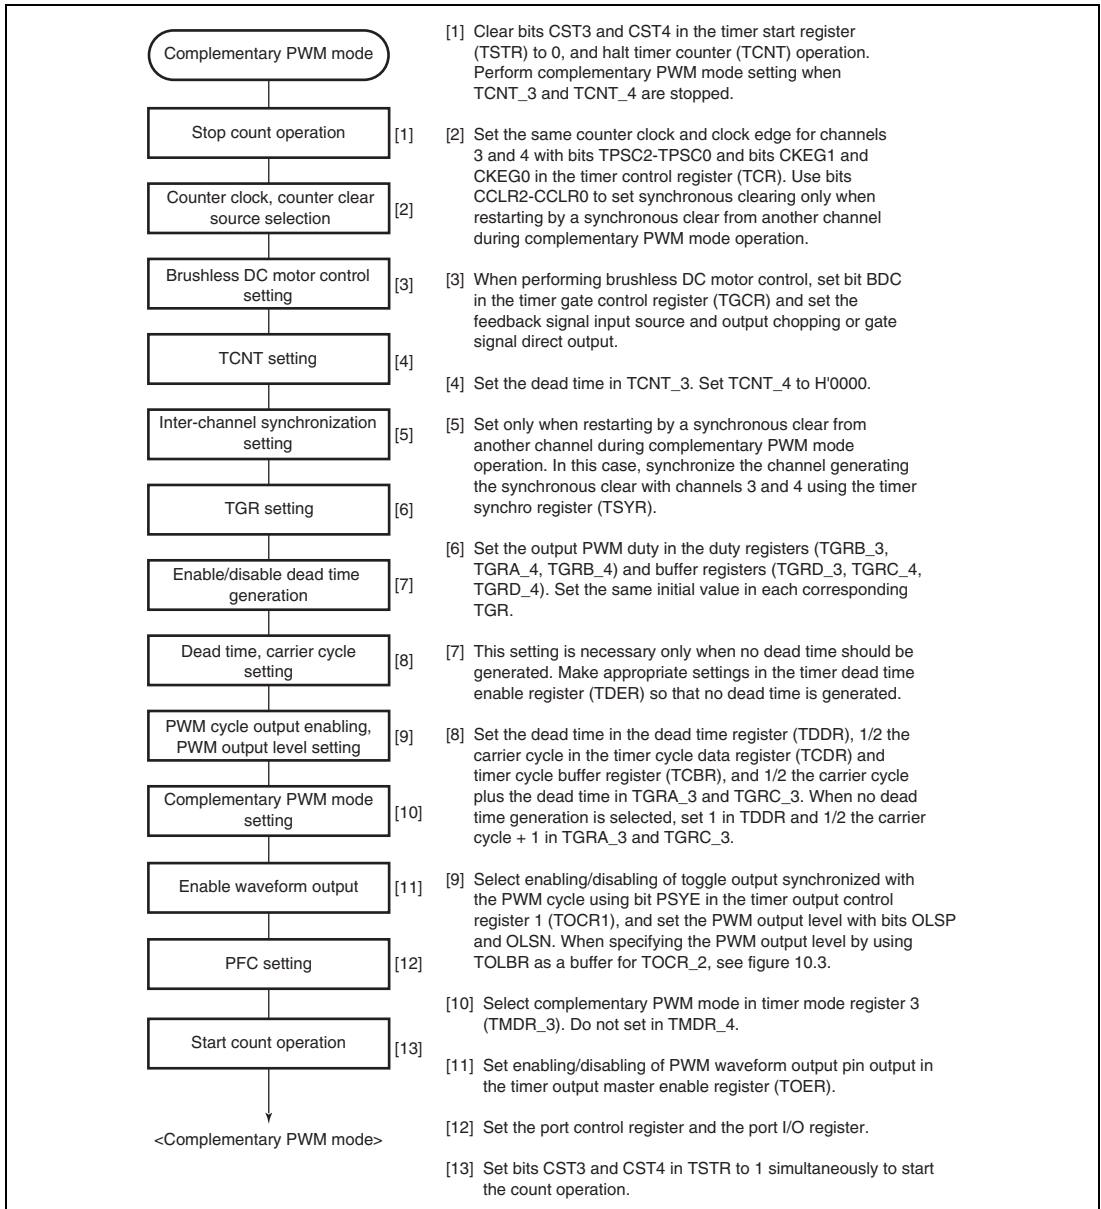 Complementary PWM mode
Stop count operation
[1]
Counter clock, counter clear
source selection
[2]
Brushless DC motor control
setting
[3]
TCNT setting
[4]
Inter-channel synchronization
setting
[5]
TGR setting
[6]
Enable/disable dead time
generation
[7]
Dead time, carrier cycle
setting
[8]
PWM cycle output enabling,
PWM output level setting
[9]
Complementary PWM mode
setting
[10]
Enable waveform output
[11]
PFC setting
[12]
Start count operation
[13]
<Complementary PWM mode>
[1] Clear bits CST3 and CST4 in the timer start register
(TSTR) to 0, and halt timer counter (TCNT) operation.
Perform complementary PWM mode setting when
TCNT_3 and TCNT_4 are stopped.
[2] Set the same counter clock and clock edge for channels
3 and 4 with bits TPSC2-TPSC0 and bits CKEG1 and
CKEG0 in the timer control register (TCR). Use bits
CCLR2-CCLR0 to set synchronous clearing only when
restarting by a synchronous clear from another channel
during complementary PWM mode operation.
[3] When performing brushless DC motor control, set bit BDC
in the timer gate control register (TGCR) and set the
feedback signal input source and output chopping or gate
signal direct output.
[4] Set the dead time in TCNT_3. Set TCNT_4 to H'0000.
[5] Set only when restarting by a synchronous clear from
another channel during complementary PWM mode
operation. In this case, synchronize the channel generating
the synchronous clear with channels 3 and 4 using the timer
synchro register (TSYR).
[6] Set the output PWM duty in the duty registers (TGRB_3,
TGRA_4, TGRB_4) and buffer registers (TGRD_3, TGRC_4,
TGRD_4). Set the same initial value in each corresponding
TGR.
[7] This setting is necessary only when no dead time should be
generated. Make appropriate settings in the timer dead time
enable register (TDER) so that no dead time is generated.
[8] Set the dead time in the dead time register (TDDR), 1/2 the
carrier cycle in the timer cycle data register (TCDR) and
timer cycle buffer register (TCBR), and 1/2 the carrier cycle
plus the dead time in TGRA_3 and TGRC_3. When no dead
time generation is selected, set 1 in TDDR and 1/2 the carrier
cycle + 1 in TGRA_3 and TGRC_3.
[9] Select enabling/disabling of toggle output synchronized with
the PWM cycle using bit PSYE in the timer output control
register 1 (TOCR1), and set the PWM output level with bits OLSP
and OLSN. When specifying the PWM output level by using
TOLBR as a buffer for TOCR_2, see figure 10.3.
[10] Select complementary PWM mode in timer mode register 3
(TMDR_3). Do not set in TMDR_4.
[11] Set enabling/disabling of PWM waveform output pin output in
the timer output master enable register (TOER).
[12] Set the port control register and the port I/O register.
[13] Set bits CST3 and CST4 in TSTR to 1 simultaneously to start
the count operation.